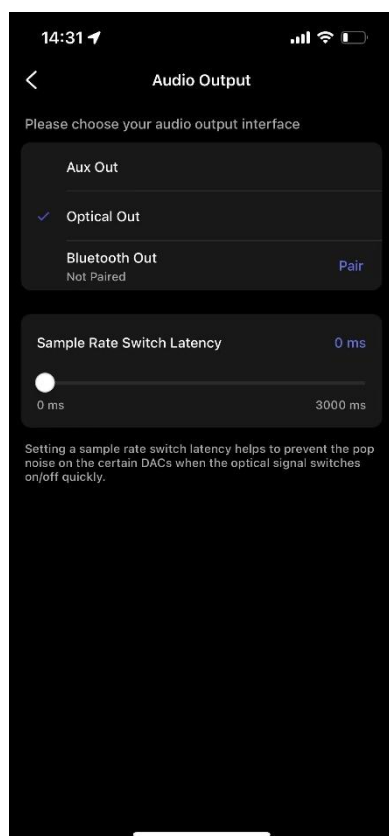 14:31
Audio Output
Please choose your audio output interface
Aux Out
Optical Out
Bluetooth Out
Not Paired
Pair
Sample Rate Switch Latency
0 ms
0 ms
3000 ms
Setting a sample rate switch latency helps to prevent the pop
noise on the certain DACs when the optical signal switches
on/off quickly.